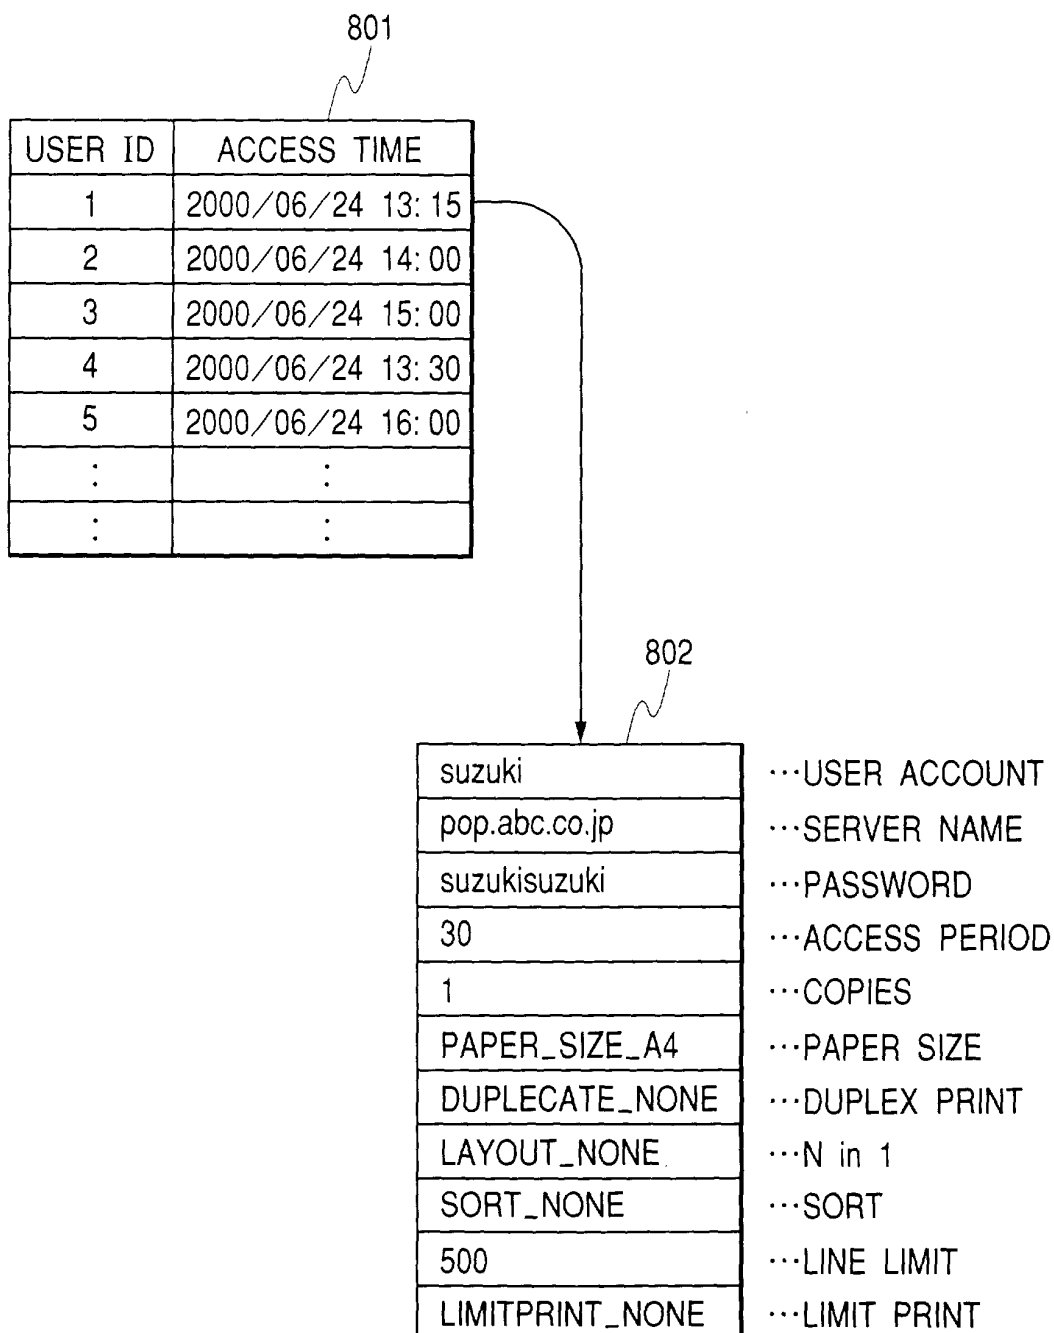 801
USER ID ACCESS TIME
1 2000/06/24 13:15
2 2000/06/24 14:00
3 2000/06/24 15:00
4 2000/06/24 13:30
5 2000/06/24 16:00
: :
: :
802
suzuki ···USER ACCOUNT
pop.abc.co.jp ···SERVER NAME
suzukisuzuki ···PASSWORD
30 ···ACCESS PERIOD
1 ···COPIES
PAPER_SIZE_A4 ···PAPER SIZE
DUPLECATE_NONE ···DUPLEX PRINT
LAYOUT_NONE ···N in 1
SORT_NONE ···SORT
500 ···LINE LIMIT
LIMITPRINT_NONE ···LIMIT PRINT